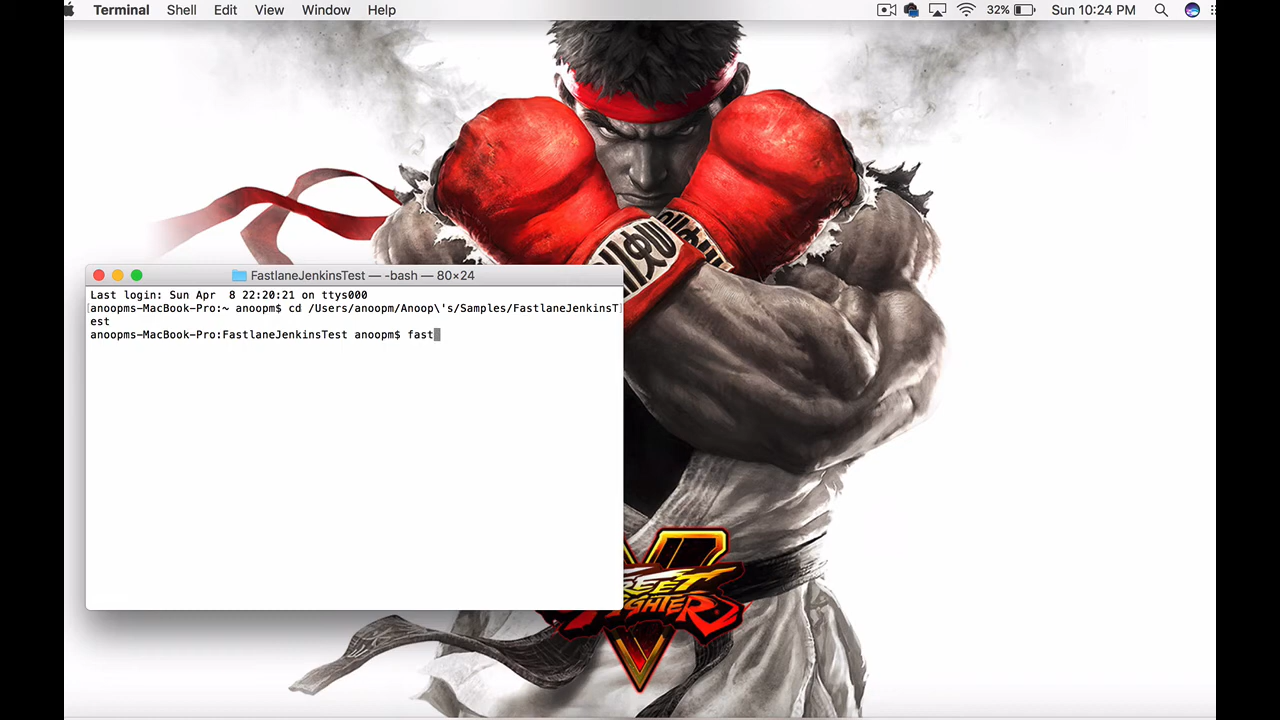 Terminal Shell Edit View Window Help 32% Sun 10:24 PM
FastlaneJenkinsTest — -bash — 80×24
Last login: Sun Apr  8 22:20:21 on ttys000
[anoopms-MacBook-Pro:~ anoopm$ cd /Users/anoopm/Anoop\'s/Samples/FastlaneJenkinsT]
est
anoopms-MacBook-Pro:FastlaneJenkinsTest anoopm$ fast
V